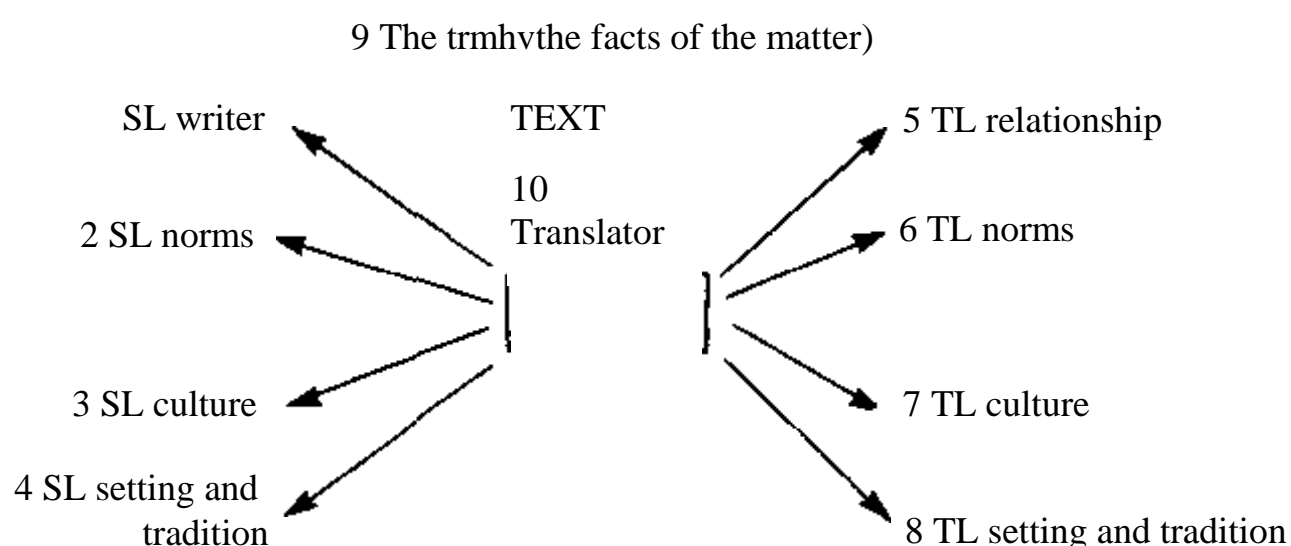 9 The trmhvthe facts of the matter)
SL writer
TEXT
5 TL relationship
10
Translator
2 SL norms
6 TL norms
3 SL culture
7 TL culture
4 SL setting and
tradition
8 TL setting and tradition